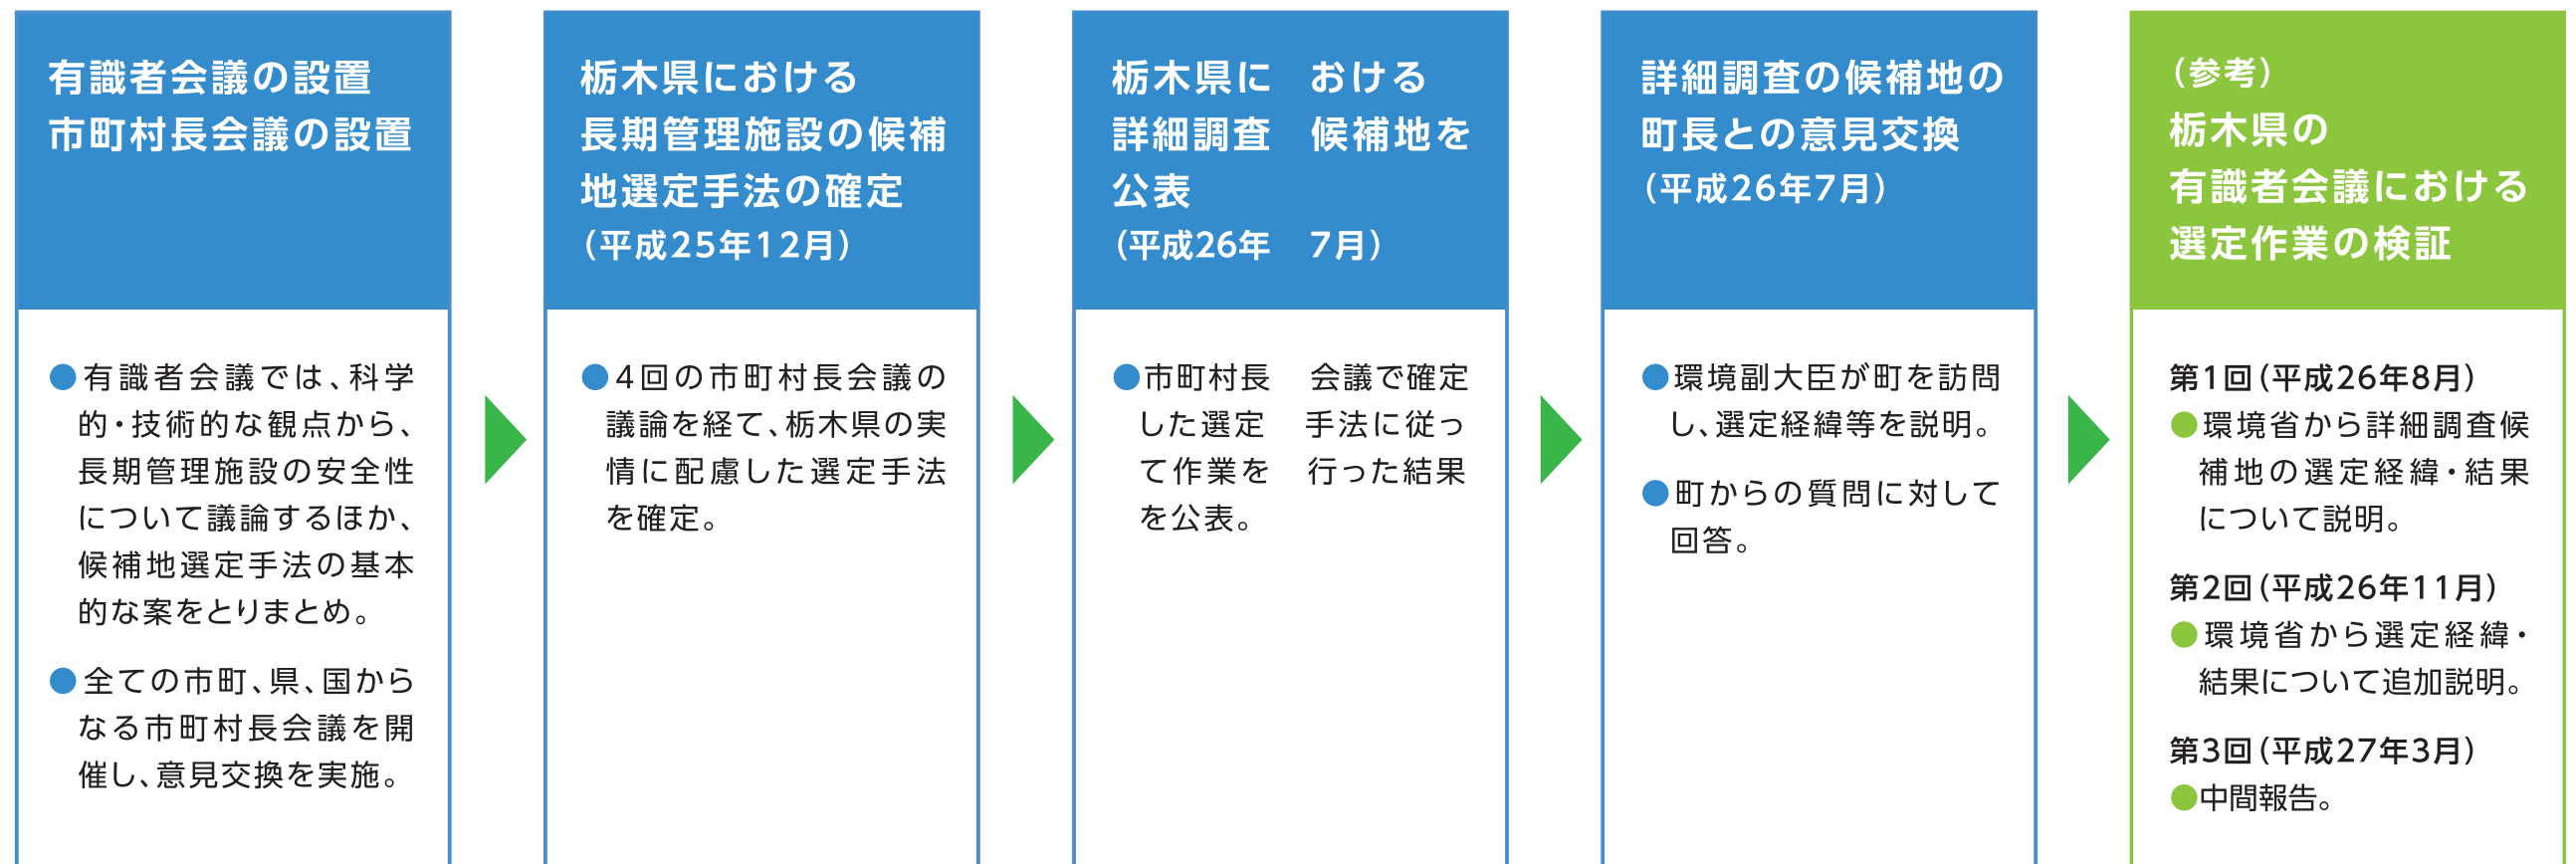 有識者会議の設置
市町村長会議の設置
●有識者会議では、科学
的・技術的な観点から、
長期管理施設の安全性
について議論するほか、
候補地選定手法の基本
的な案をとりまとめ。
●全ての市町、県、国から
なる市町村長会議を開
催し、意見交換を実施。
栃木県における
長期管理施設の候補
地選定手法の確定
（平成25年12月）
●4回の市町村長会議の
議論を経て、栃木県の実
情に配慮した選定手法
を確定。
栃木県に　おける
詳細調査　候補地を
公表
（平成26年　7月）
●市町村長　会議で確定
した選定　手法に従っ
て作業を　行った結果
を公表。
詳細調査の候補地の
町長との意見交換
（平成26年7月）
●環境副大臣が町を訪問
し、選定経緯等を説明。
●町からの質問に対して
回答。
（参考）
栃木県の
有識者会議における
選定作業の検証
第1回（平成26年8月）
●環境省から詳細調査候
補地の選定経緯・結果
について説明。
第2回（平成26年11月）
●環境省から選定経緯・
結果について追加説明。
第3回（平成27年3月）
●中間報告。